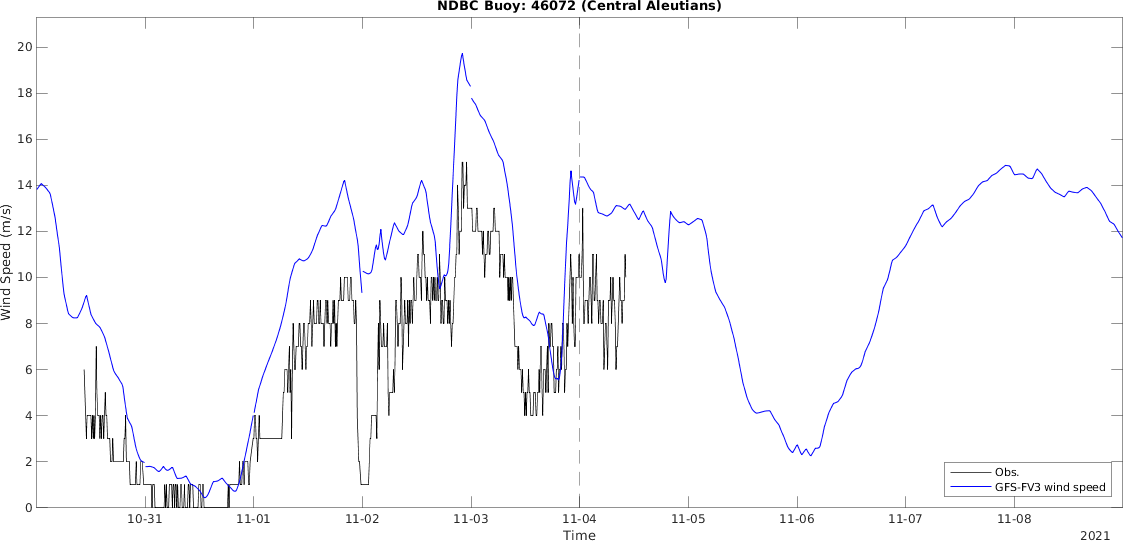 NDBC Buoy: 46072 (Central Aleutians)
Wind Speed (m/s)
20
18
16
14
12
10
8
6
4
2
0
Obs.
GFS-FV3 wind speed
10-31 11-01 11-02 11-03 11-04 11-05 11-06 11-07 11-08
Time
2021